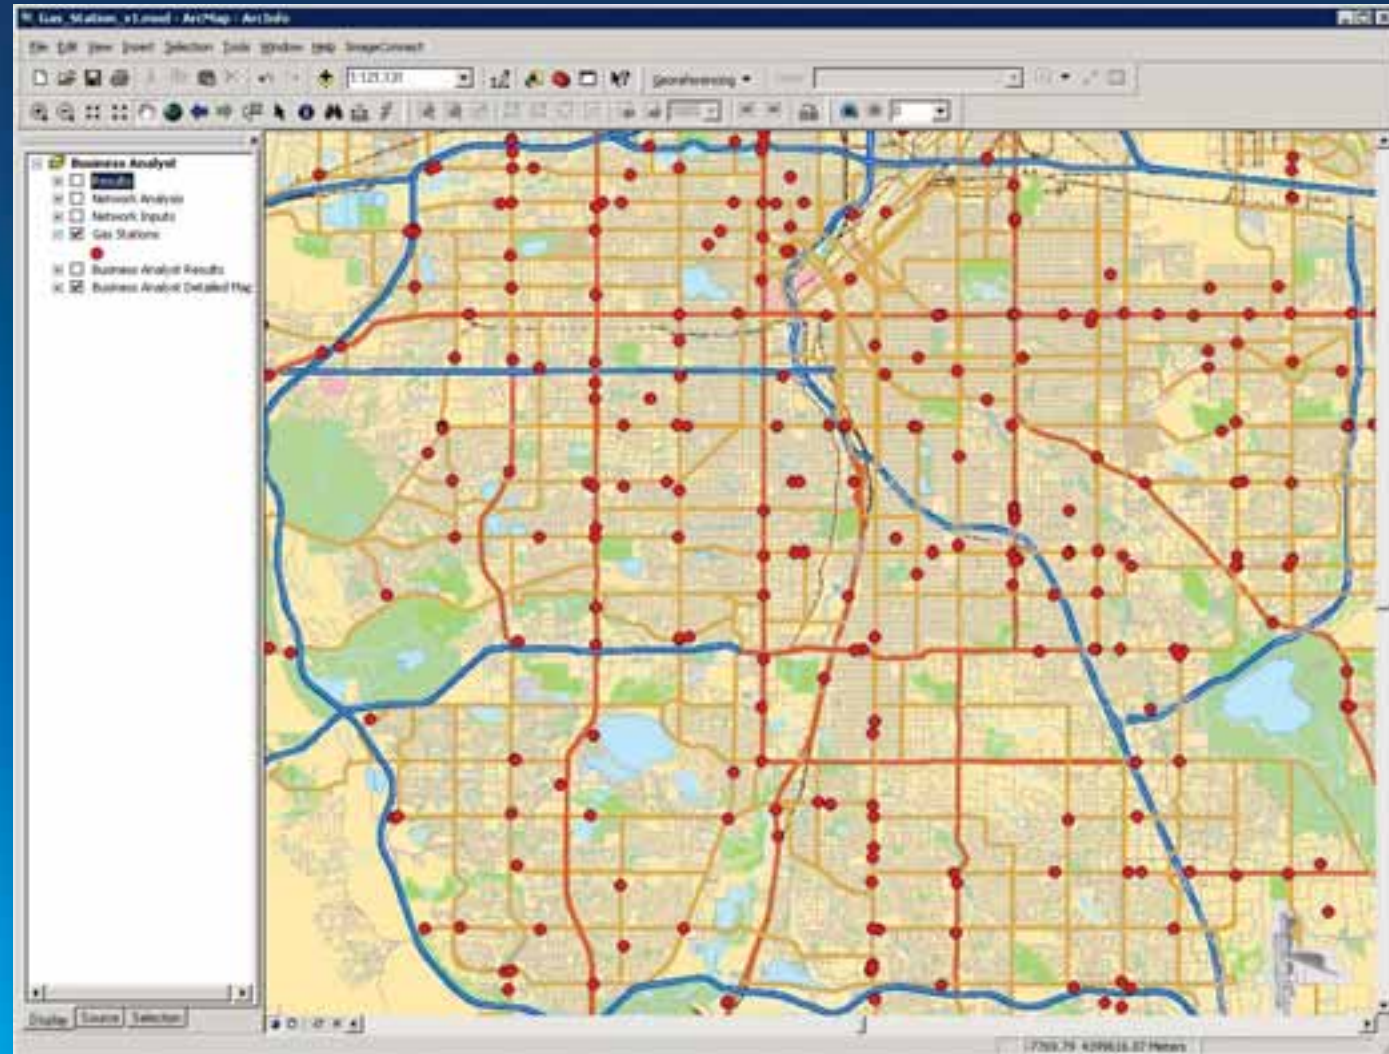 Gas_Station_v1.mxd - ArcMap - ArcInfo
File Edit View Insert Selection Tools Window Help ImageConnect
Georeferencing
Business Analyst
Results
Network Analysis
Network Inputs
Gas Stations
Business Analyst Results
Business Analyst Detailed Map
Display Source Selection
Meters